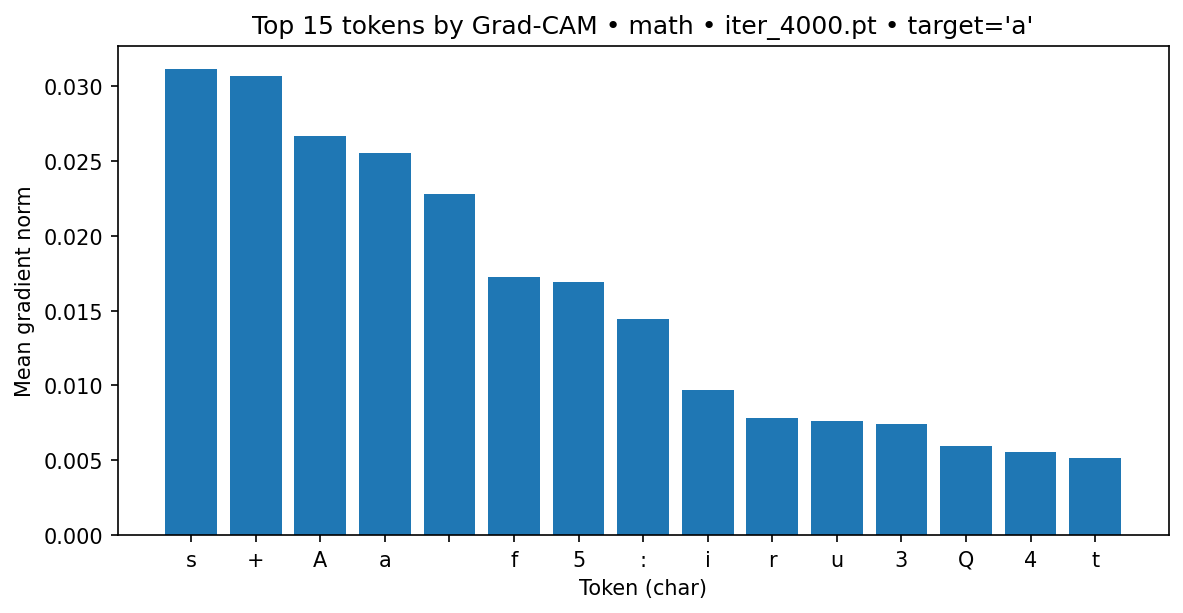 Top 15 tokens by Grad-CAM • math • iter_4000.pt • target='a'
Mean gradient norm
0.030
0.025
0.020
0.015
0.010
0.005
0.000
s + A a f 5 : i r u 3 Q 4 t
Token (char)